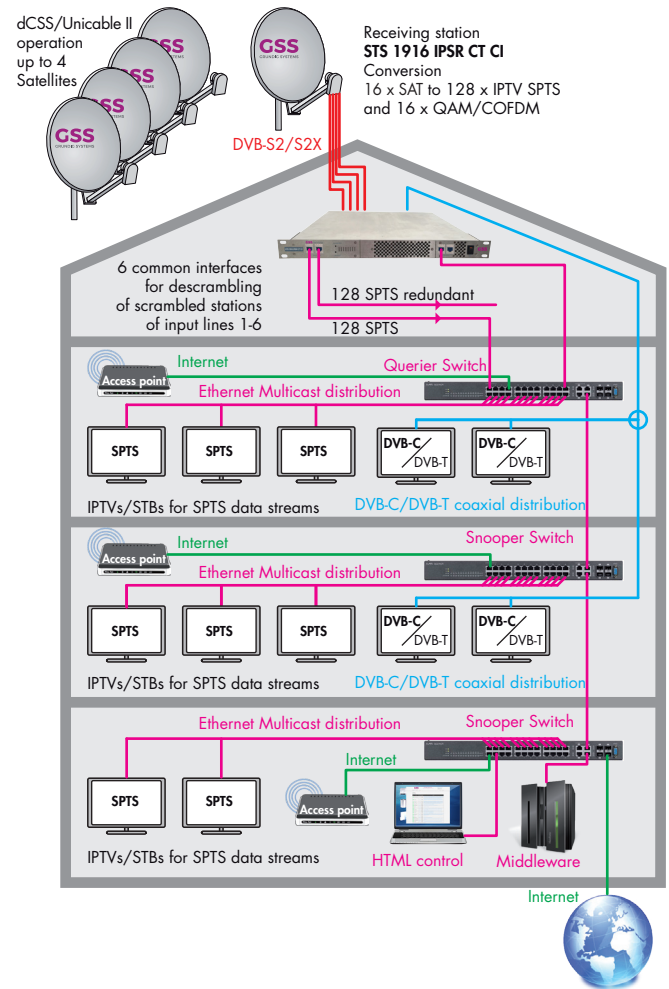 dCSS/Unicable II
operation
up to 4
Satellites
GSS
GSS
GSS
GSS
GRUNDIG SYSTEMS
GSS
GRUNDIG SYSTEMS
Receiving station
STS 1916 IPSR CT CI
Conversion
16 x SAT to 128 x IPTV SPTS
and 16 x QAM/COFDM
DVB-S2/S2X
6 common interfaces
for descrambling
of scrambled stations
of input lines 1-6
128 SPTS redundant
128 SPTS
Internet
Querier Switch
Access point
Ethernet Multicast distribution
SPTS
SPTS
SPTS
DVB-C/
DVB-T
DVB-C/
DVB-T
IPTVs/STBs for SPTS data streams
DVB-C/DVB-T coaxial distribution
Internet
Snooper Switch
Access point
Ethernet Multicast distribution
SPTS
SPTS
SPTS
DVB-C/
DVB-T
DVB-C/
DVB-T
IPTVs/STBs for SPTS data streams
DVB-C/DVB-T coaxial distribution
Ethernet Multicast distribution
Snooper Switch
Internet
SPTS
SPTS
Access point
IPTVs/STBs for SPTS data streams
HTML control
Middleware
Internet